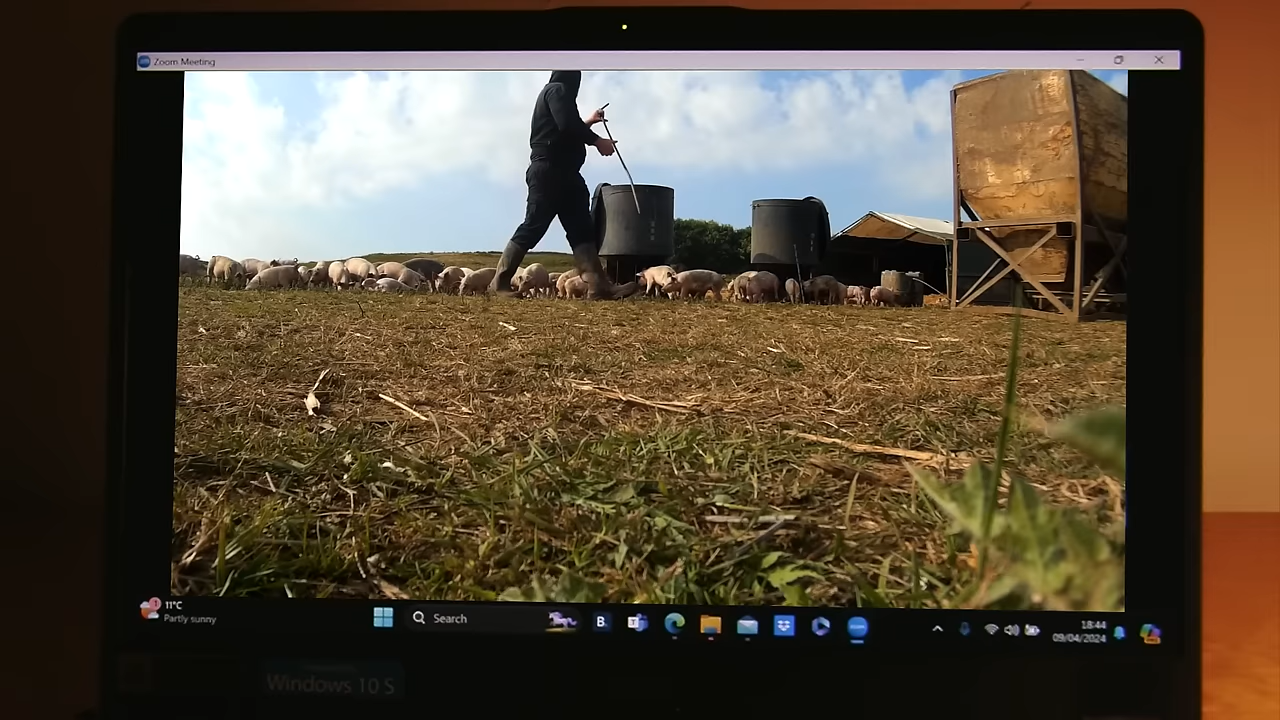 Zoom Meeting
11°C
Partly sunny
Search
B.
18:44
09/04/2024
Windows 10 S